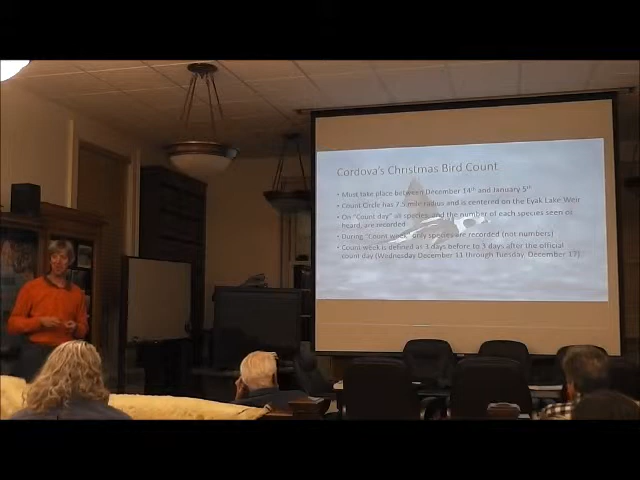 Cordova's Christmas Bird Count
• Must take place between December 14th and January 5th
• Count Circle has 7.5 mile radius and is centered on the Eyak Lake Weir
• On "Count day" all species and the number of each species seen or
heard, are recorded
• During "Count week" only species are recorded (not numbers)
• Count week is defined at 3 days before to 3 days after the official
count day (Wednesday December 11 through Tuesday, December 17)